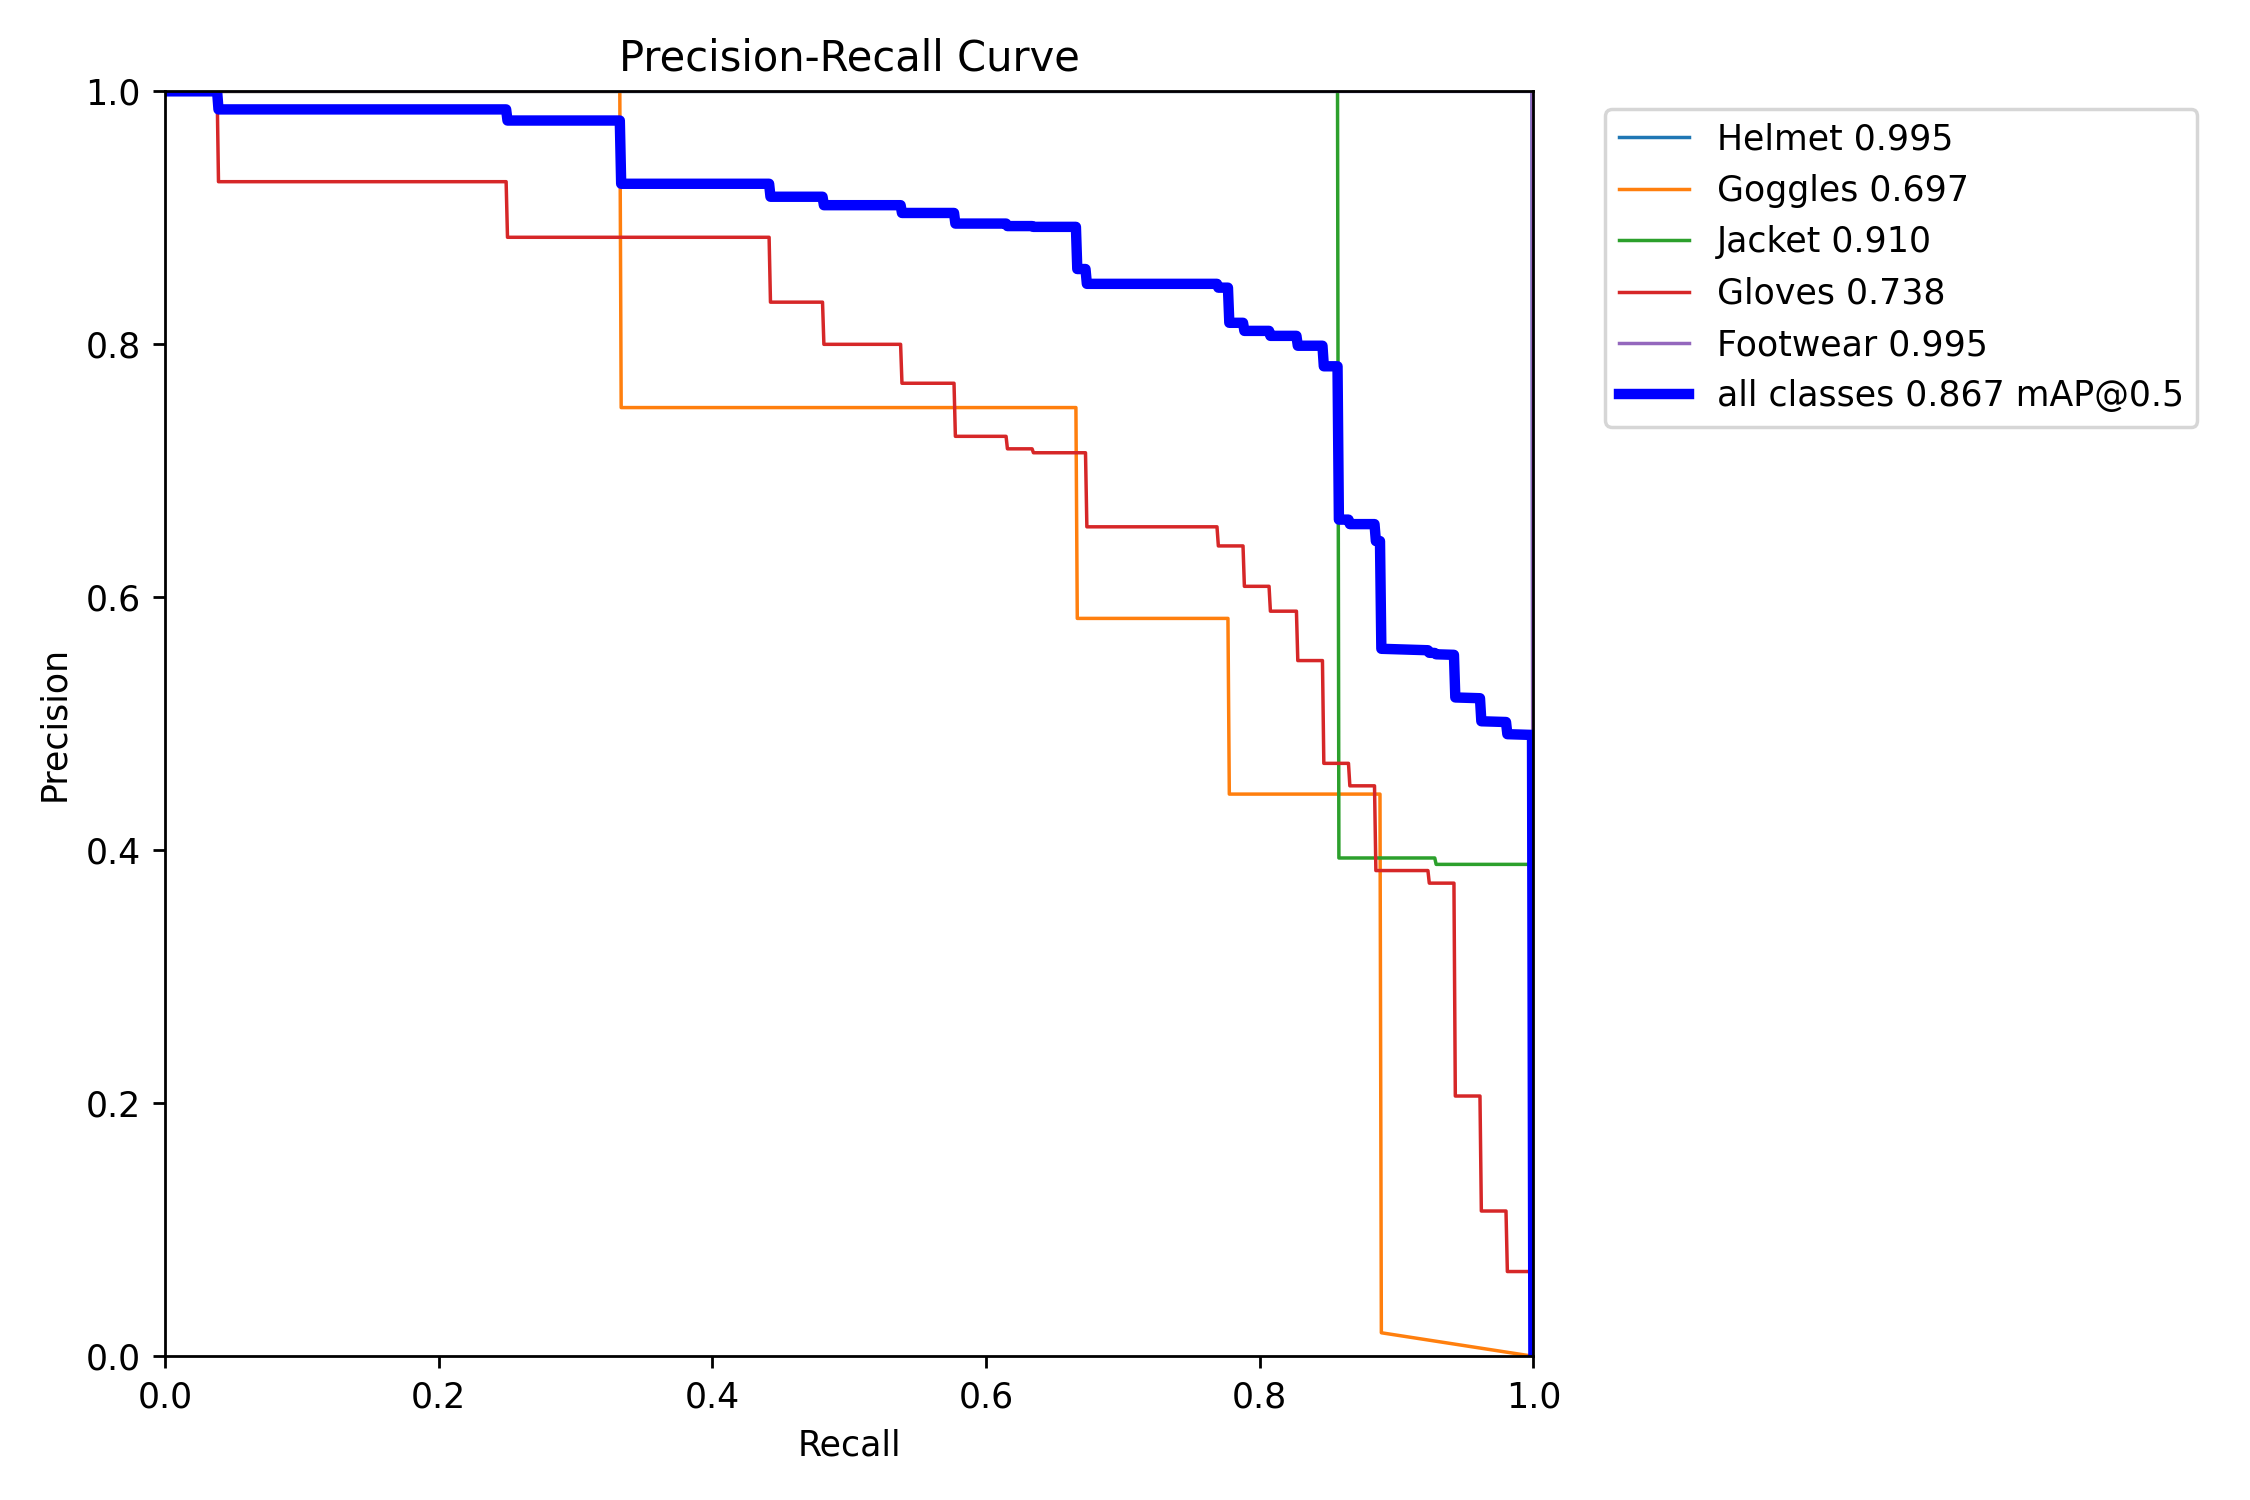 Precision-Recall Curve
1.0
0.8
0.6
0.4
0.2
0.0
Precision
0.0 0.2 0.4 0.6 0.8 1.0
Recall
Helmet 0.995
Goggles 0.697
Jacket 0.910
Gloves 0.738
Footwear 0.995
all classes 0.867 mAP@0.5